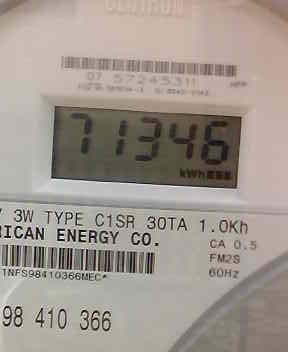 07 57245311
71346
kWh
3W TYPE C1SR 30TA 1.0Kh
RICAN ENERGY CO.
CA 0.5
FM2S
1NFS98410366MEC*
60Hz
98 410 366